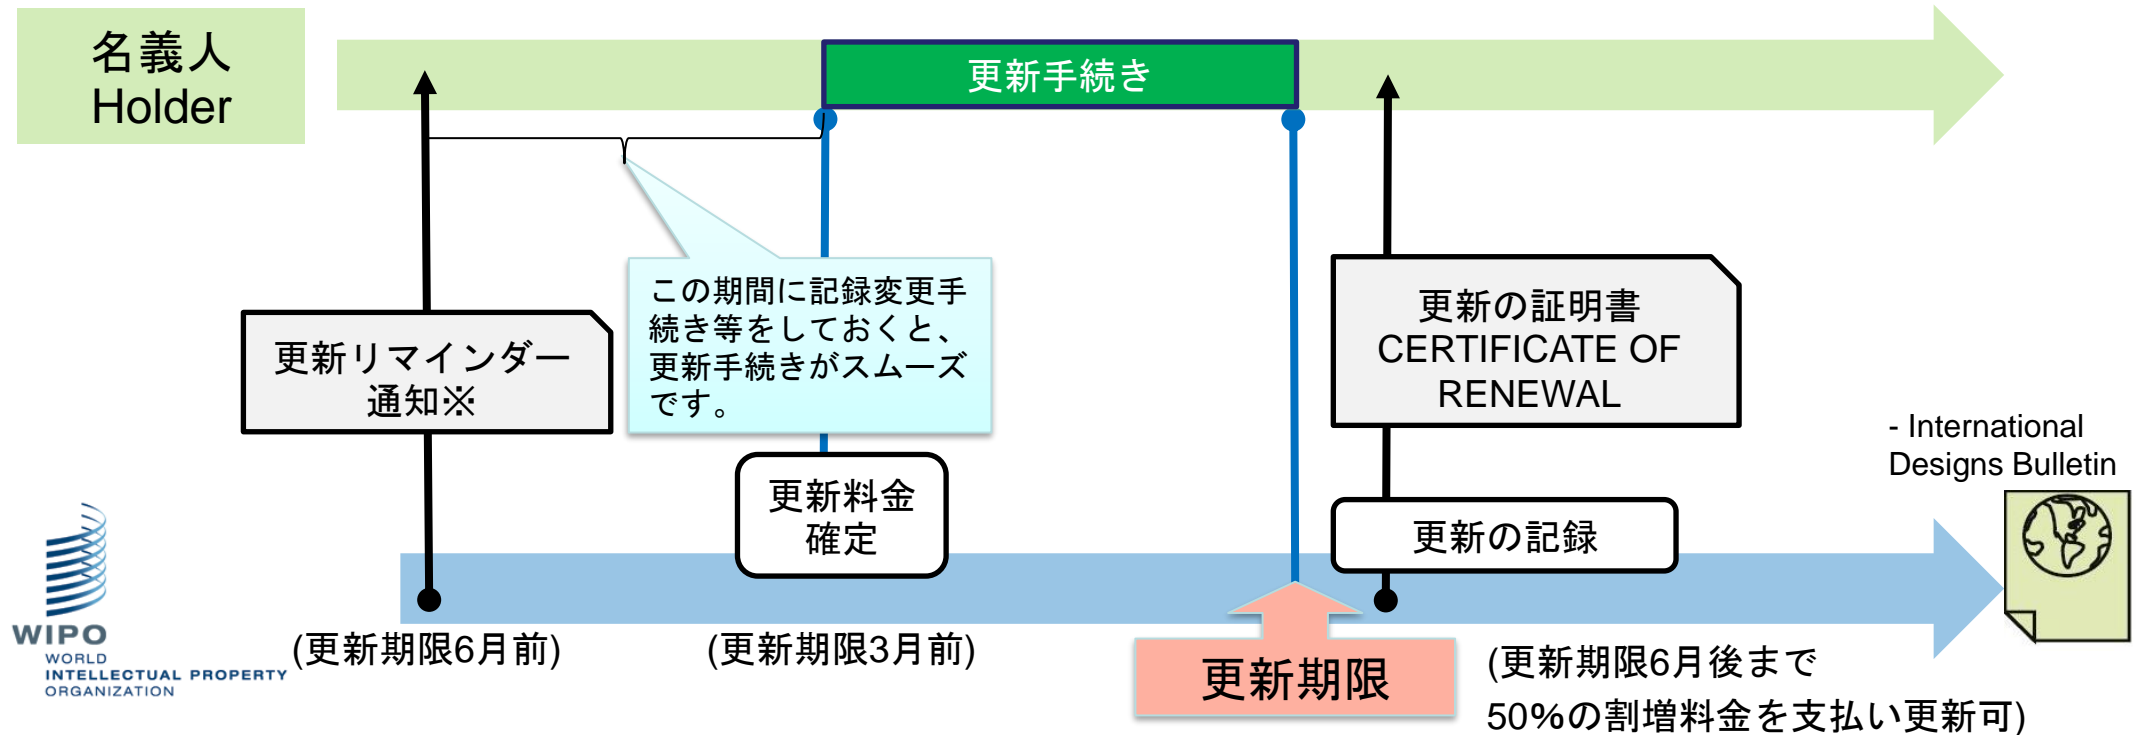 名義人
Holder
更新手続き
この期間に記録変更手
続き等をしておくと、
更新手続きがスムーズ
です。
更新リマインダー
通知※
更新の証明書
CERTIFICATE OF
RENEWAL
- International
Designs Bulletin
更新料金
確定
更新の記録
WIPO
WORLD
INTELLECTUAL PROPERTY
ORGANIZATION
(更新期限6月前)
(更新期限3月前)
更新期限
(更新期限6月後まで
50%の割増料金を支払い更新可)